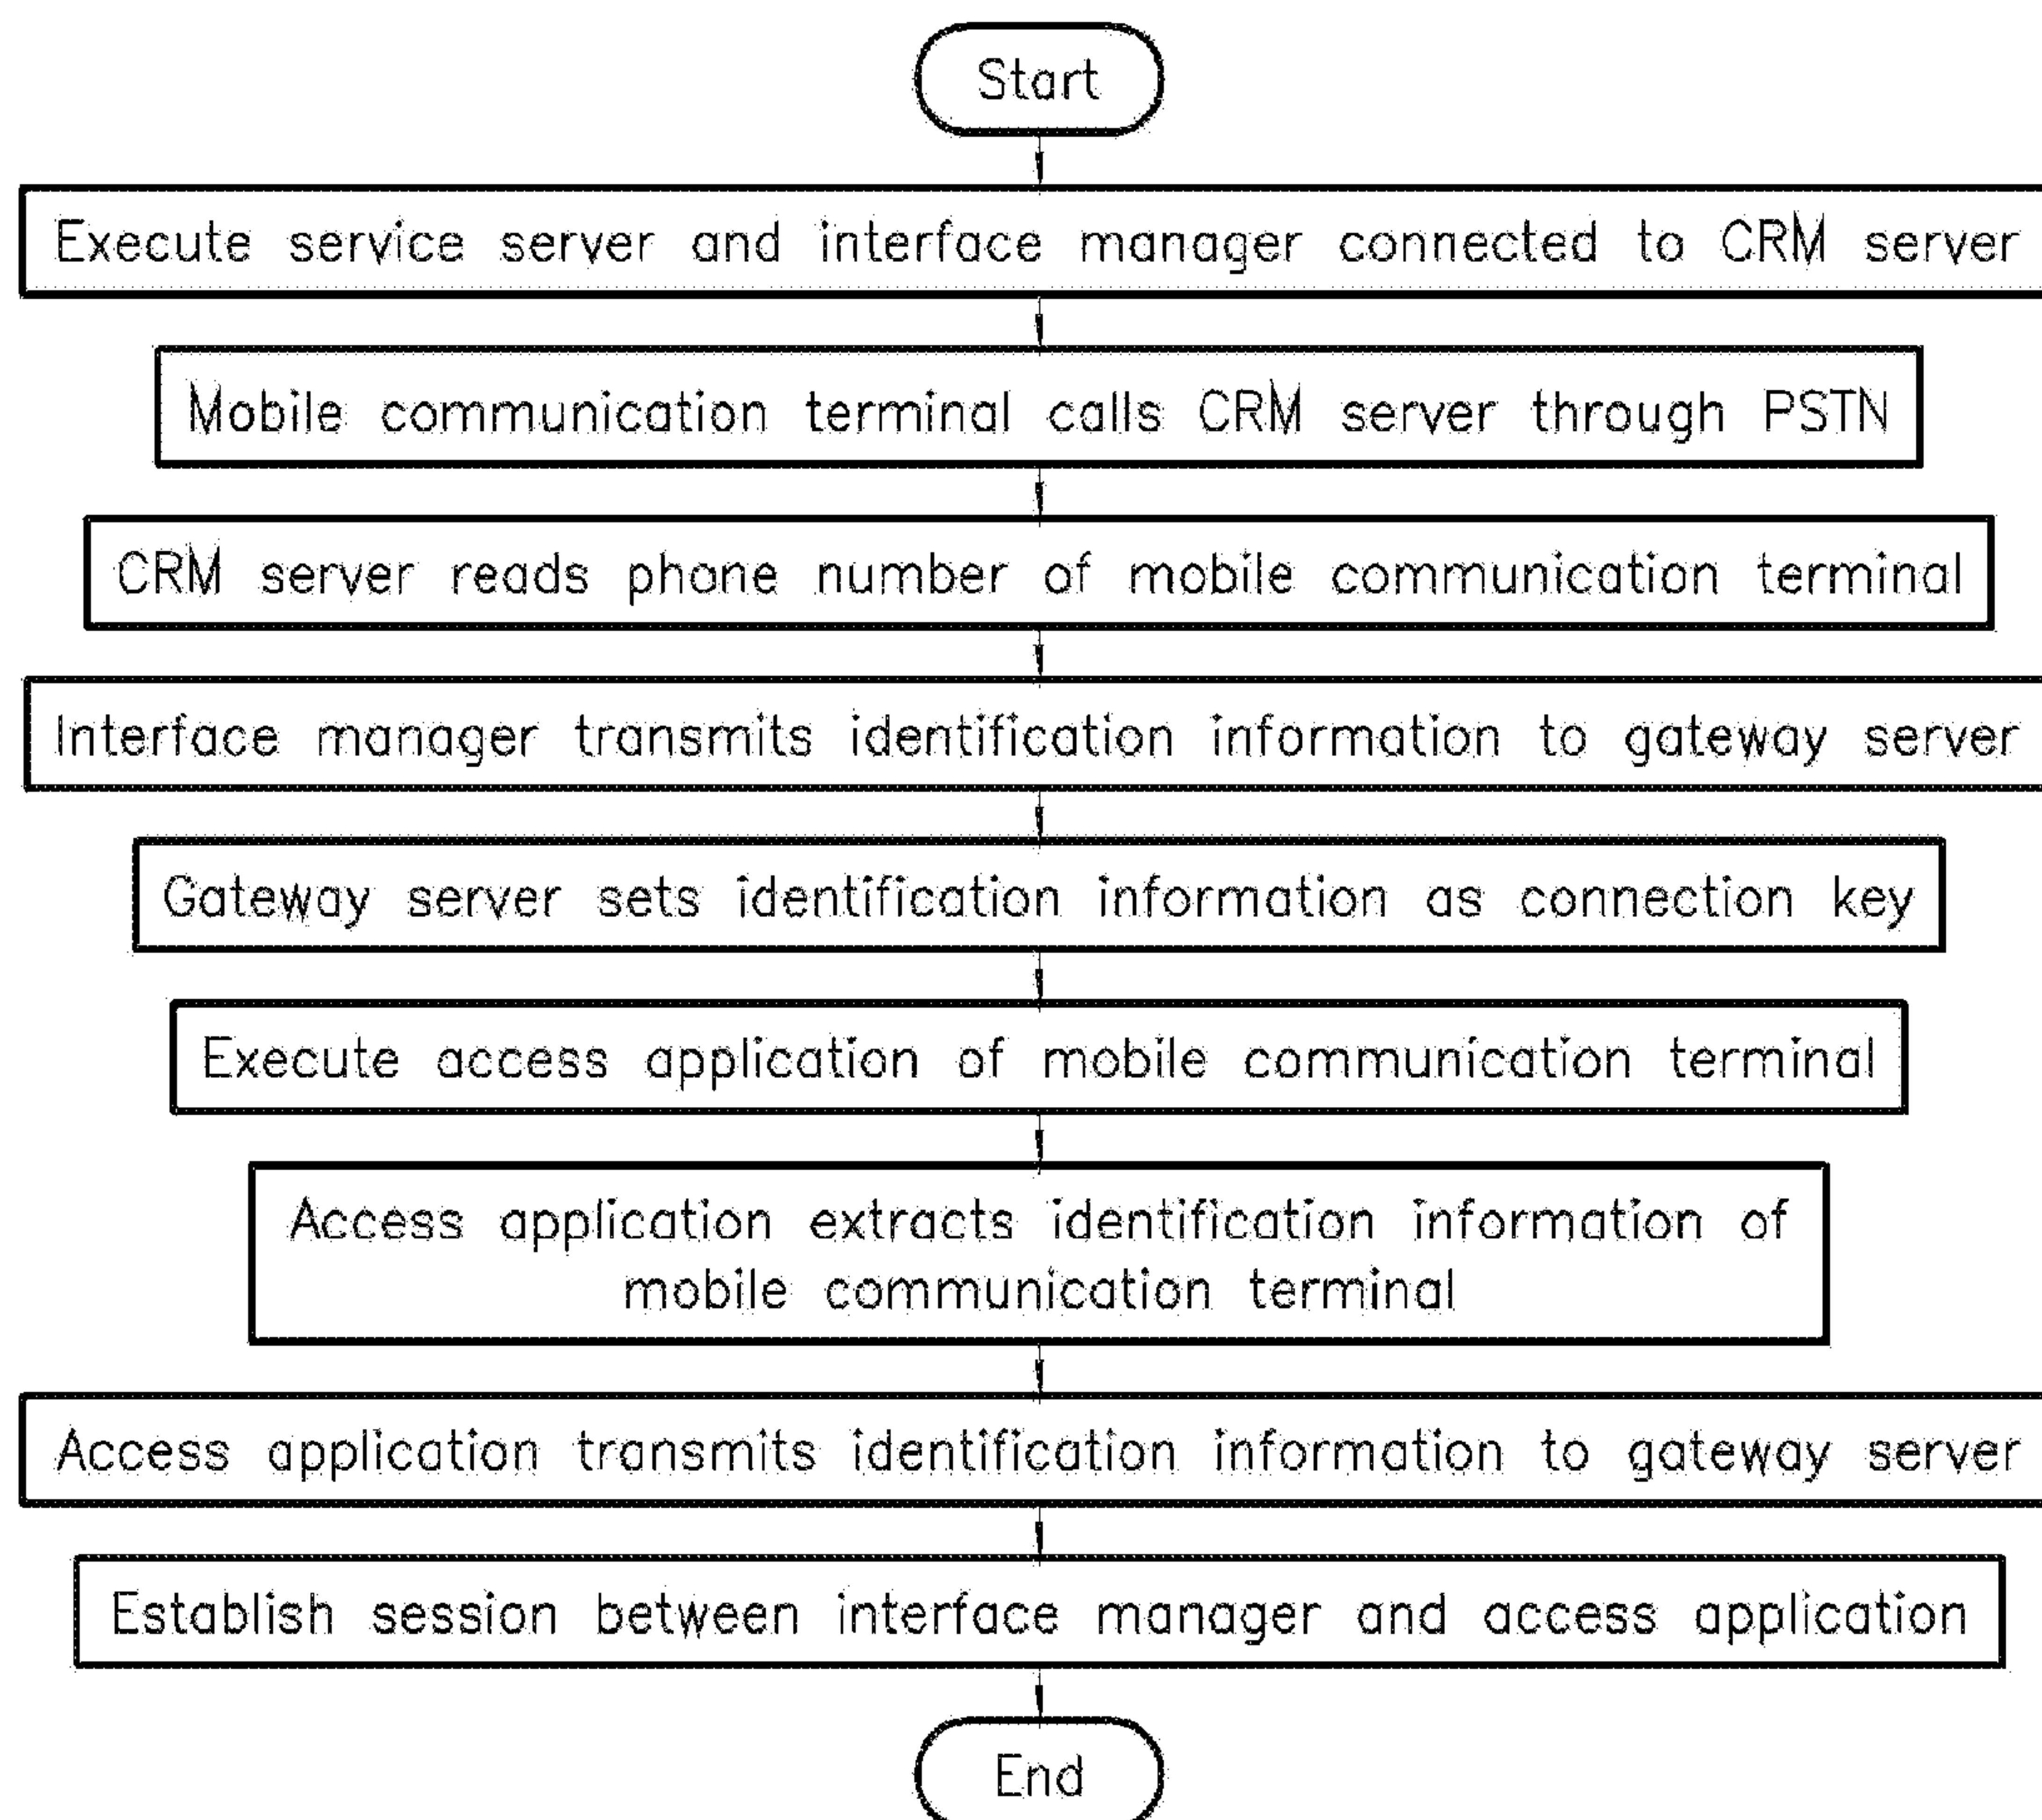 Start
Execute service server and interface manager connected to CRM server
Mobile communication terminal calls CRM server through PSTN
CRM server reads phone number of mobile communication terminal
Interface manager transmits identification information to gateway server
Gateway server sets identification information as connection key
Execute access application of mobile communication terminal
Access application extracts identification information of
mobile communication terminal
Access application transmits identification information to gateway server
Establish session between interface manager and access application
End